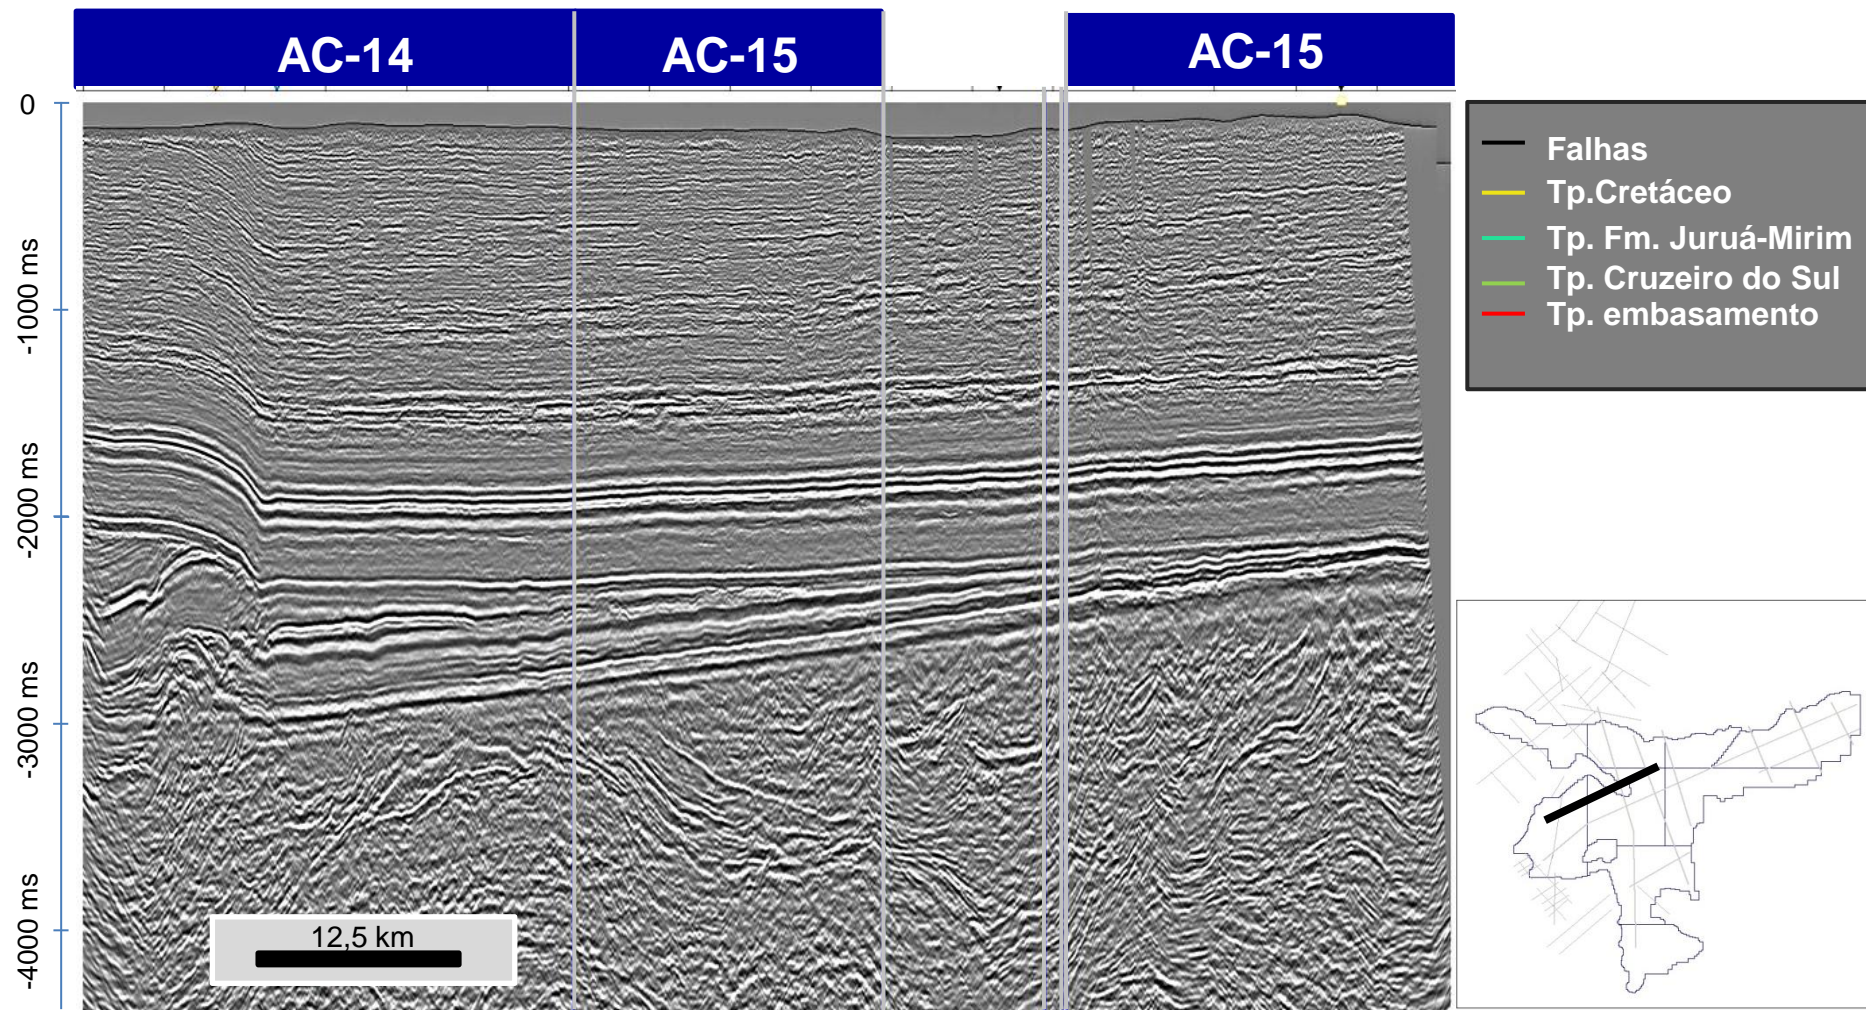 AC-14
AC-15
AC-15
0
-1000 ms
-2000 ms
-3000 ms
-4000 ms
12,5 km
Falhas
Tp.Cretáceo
Tp. Fm. Juruá-Mirim
Tp. Cruzeiro do Sul
Tp. embasamento